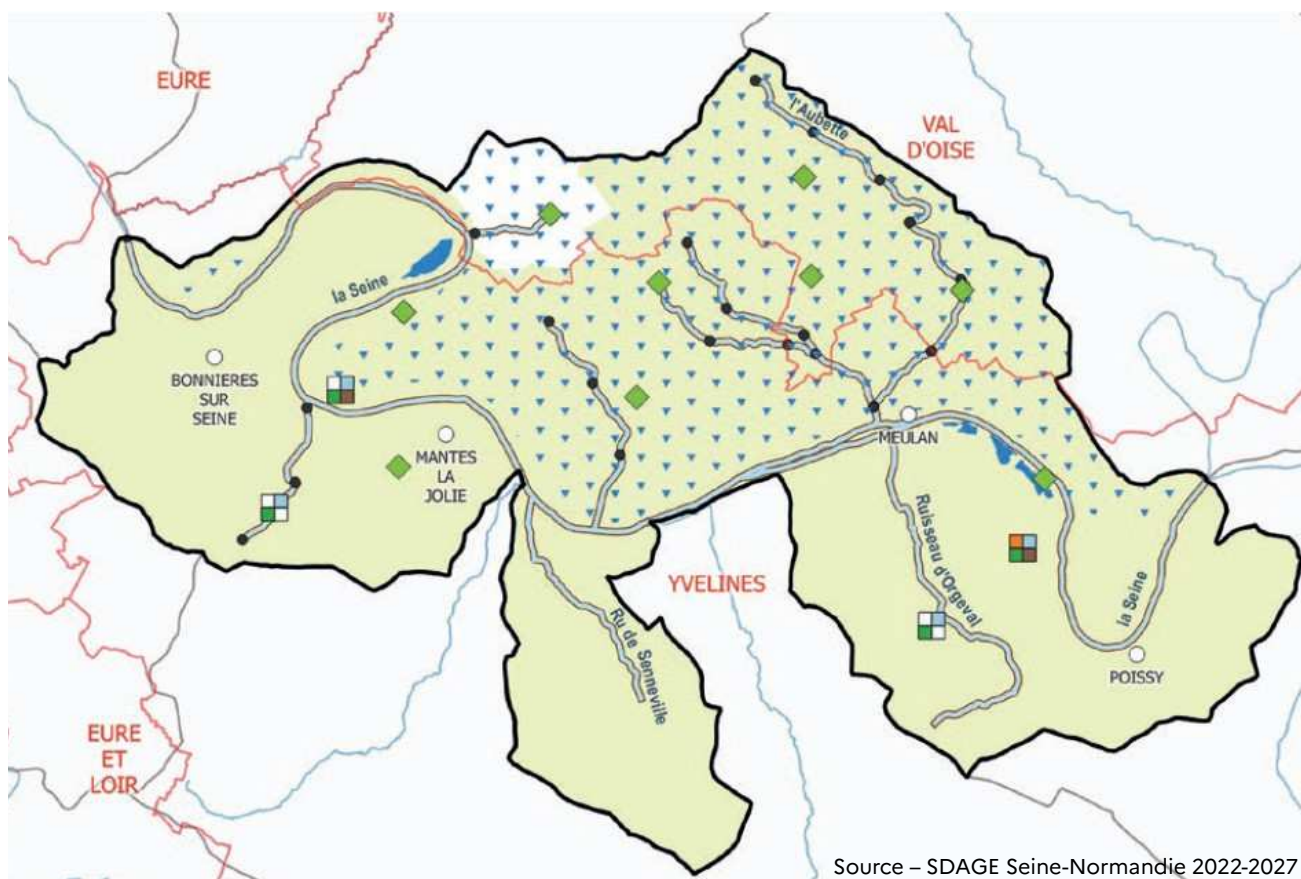 EURE
l'Aubette
VAL
D'OISE
la Seine
BONNIERES
SUR
SEINE
MANTES
LA
JOLIE
MEULAN
YVELINES
Ruisseau d'Orgeval
la Seine
Ru de Senneville
POISSY
EURE
ET
LOIR
Source – SDAGE Seine-Normandie 2022-2027